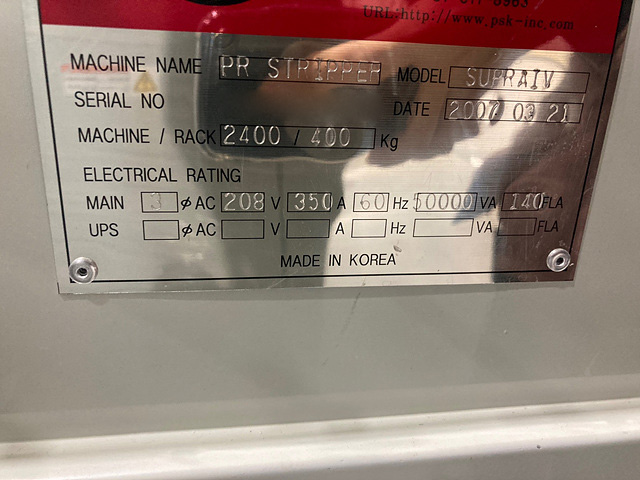 URL:http://www.psk-inc.com
MACHINE NAME PR STRIPPER MODEL SUPRAIV
SERIAL NO DATE 2007 03 21
MACHINE / RACK 2400 / 400 Kg
ELECTRICAL RATING
MAIN 3 φ AC 208 V 350 A 60 Hz 50000 VA 140 FLA
UPS φ AC V A Hz VA FLA
MADE IN KOREA